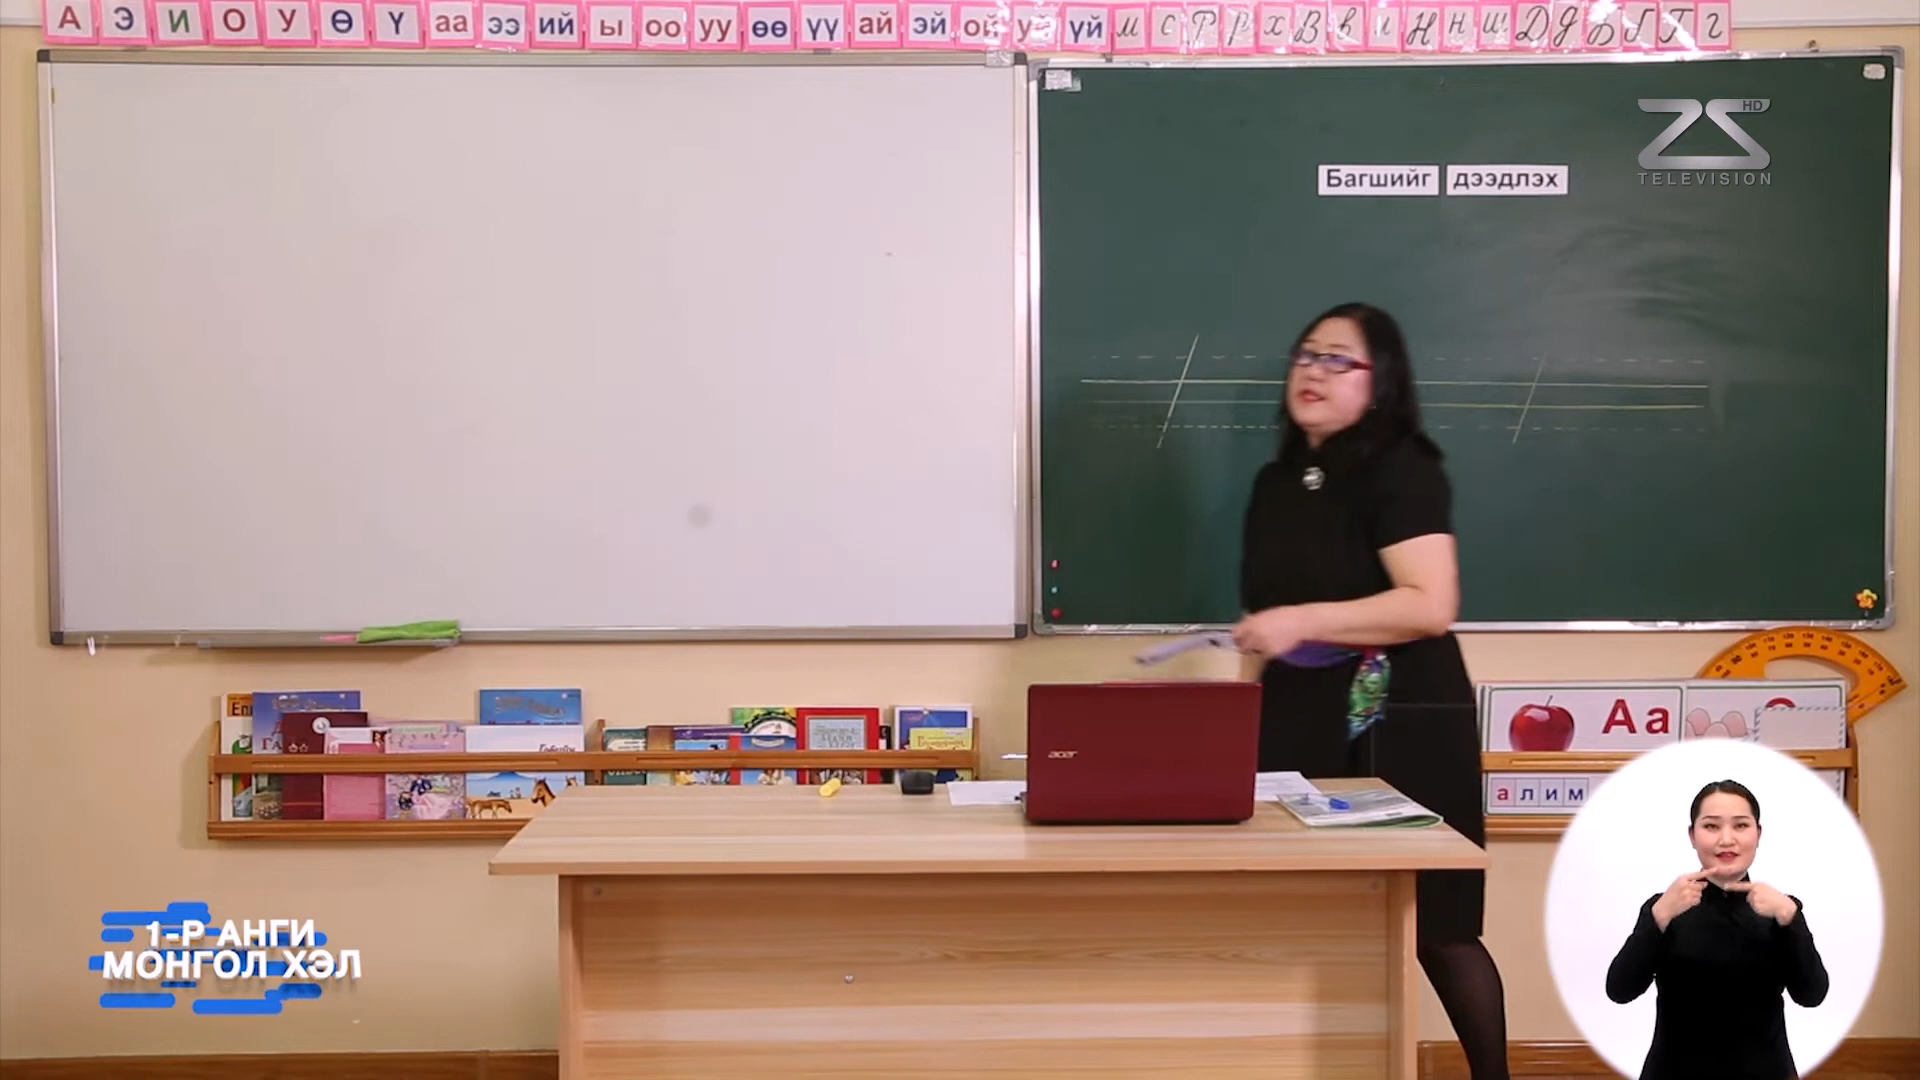 А Э И О У Ө Ү аа ээ ий ы оо уу өө үү ай эй ой уй үй м с Р р х В в л Н н ш Д д Б б Г г
HD
TELEVISION
Багшийг дээдлэх
Аа
acer
алим
1-Р АНГИ
МОНГОЛ ХЭЛ